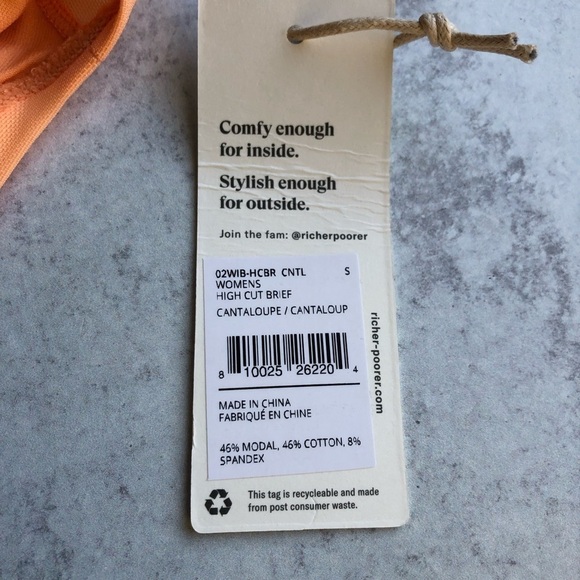 Comfy enough
for inside.
Stylish enough
for outside.
Join the fam: @richerpoorer
02WIB-HCBR CNTL S
WOMENS
HIGH CUT BRIEF
CANTALOUPE / CANTALOUP
8 10025 26220 4
MADE IN CHINA
FABRIQUÉ EN CHINE
46% MODAL, 46% COTTON, 8%
SPANDEX
richer-poorer.com
This tag is recycleable and made
from post consumer waste.